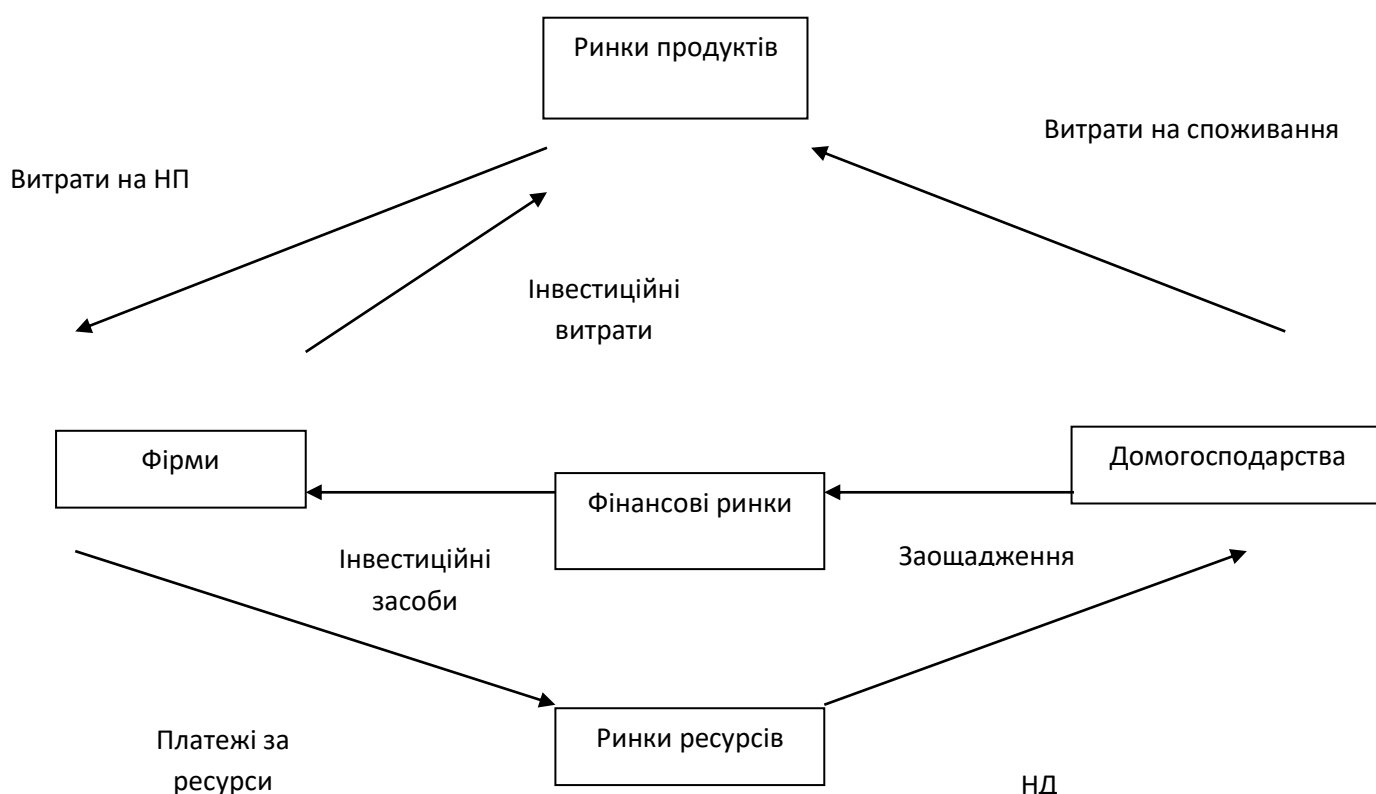 Ринки продуктів
Витрати на споживання
Витрати на НП
Інвестиційні
витрати
Фірми
Домогосподарства
Фінансові ринки
Інвестиційні
засоби
Заощадження
Ринки ресурсів
Платежі за
ресурси
НД